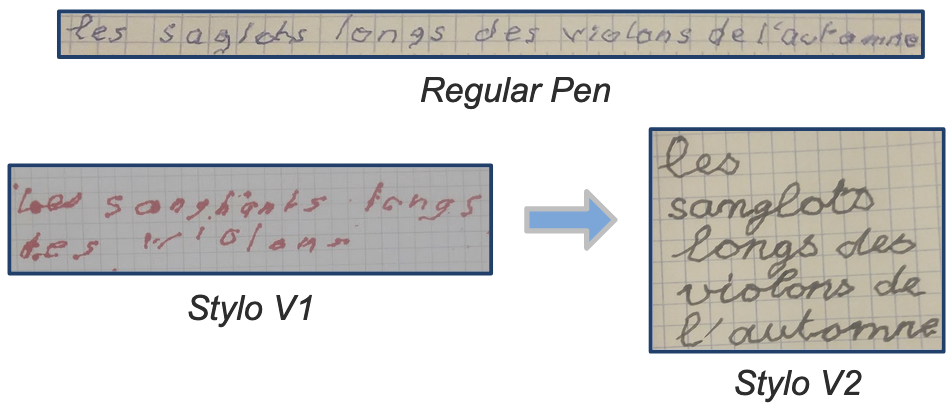 les saglots longs des violons de l'automne
Regular Pen
les sanglants longs
des violons
Stylo V1
les
sanglots
longs des
violons de
l'automne
Stylo V2